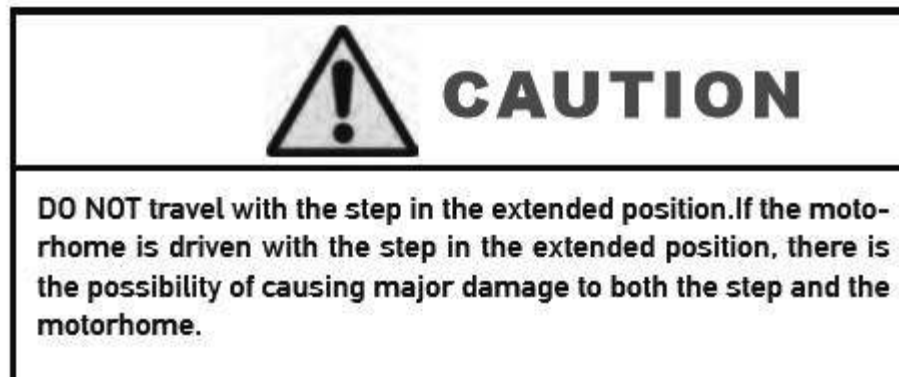 CAUTION
DO NOT travel with the step in the extended position.If the moto-
rhome is driven with the step in the extended position, there is
the possibility of causing major damage to both the step and the
motorhome.